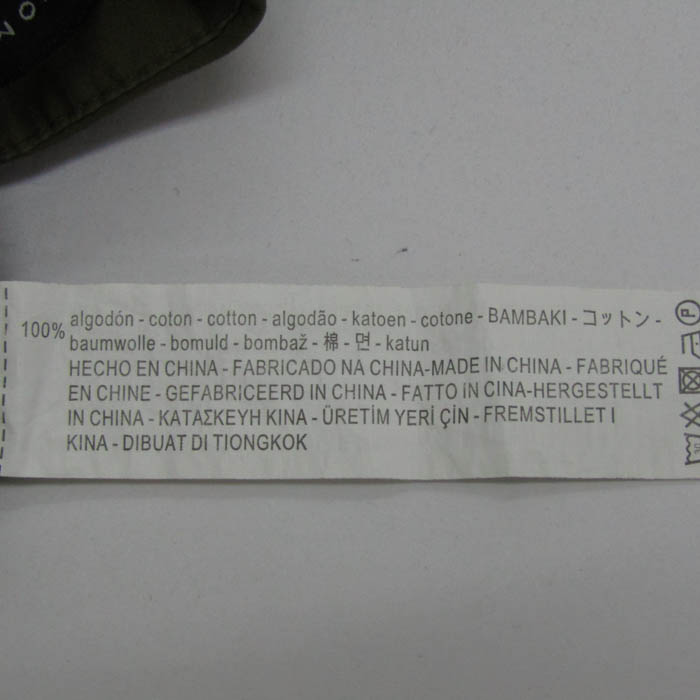 100% algodón - coton - cotton - algodão - katoen - cotone - BAMBAKI - コットン -
baumwolle - bomuld - bombaž - 棉 - 면 - katun
HECHO EN CHINA - FABRICADO NA CHINA-MADE IN CHINA - FABRIQUÉ
EN CHINE - GEFABRICEERD IN CHINA - FATTO IN CINA-HERGESTELLT
IN CHINA - ΚΑΤΑΣΚΕΥΗ ΚΙΝΑ - ÜRETİM YERİ ÇİN - FREMSTILLET I
KINA - DIBUAT DI TIONGKOK
P